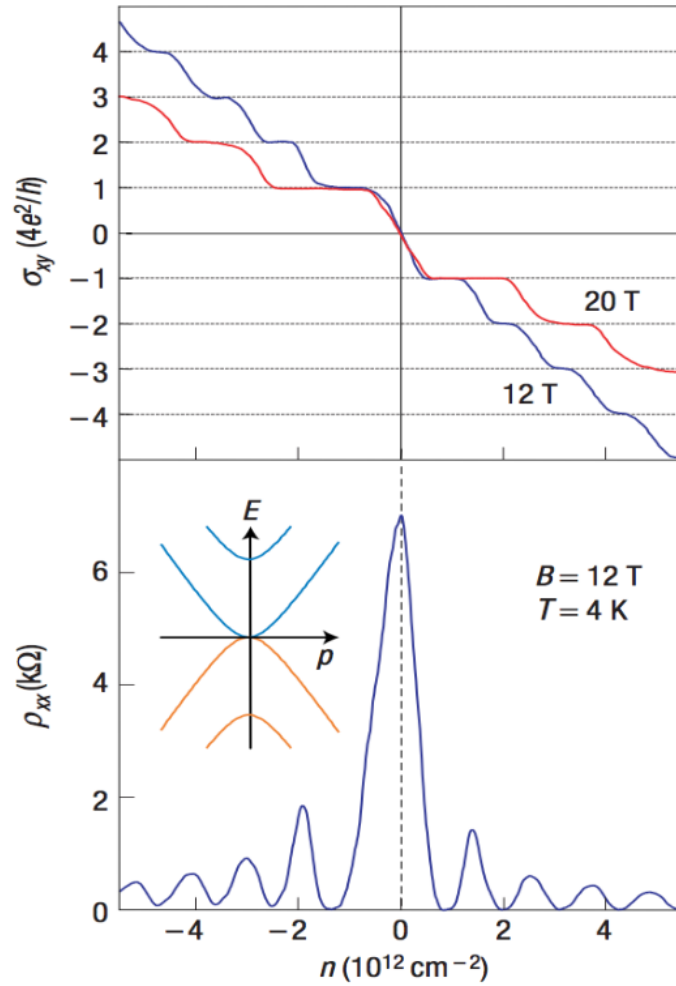 4
3
2
1
0
−1
−2
−3
−4
σxy (4e²/h)
20 T
12 T
E
p
B = 12 T
T = 4 K
6
4
2
0
ρxx (kΩ)
−4 −2 0 2 4
n (10¹² cm⁻²)